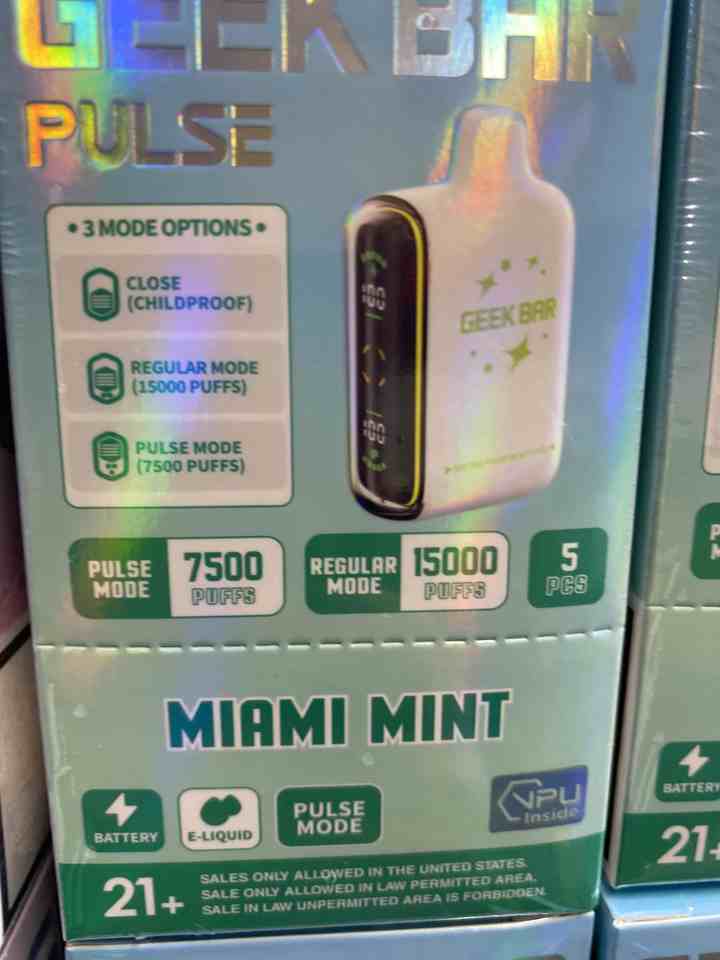 GEEK BAR
PULSE
• 3 MODE OPTIONS •
CLOSE
(CHILDPROOF)
REGULAR MODE
(15000 PUFFS)
PULSE MODE
(7500 PUFFS)
100
GEEK BAR
100
PULSE
MODE
7500
PUFFS
REGULAR
MODE
15000
PUFFS
5
PCS
MIAMI MINT
BATTERY
E-LIQUID
PULSE
MODE
VPU
Inside
21+
SALES ONLY ALLOWED IN THE UNITED STATES.
SALE ONLY ALLOWED IN LAW PERMITTED AREA.
SALE IN LAW UNPERMITTED AREA IS FORBIDDEN.
BATTERY
21+